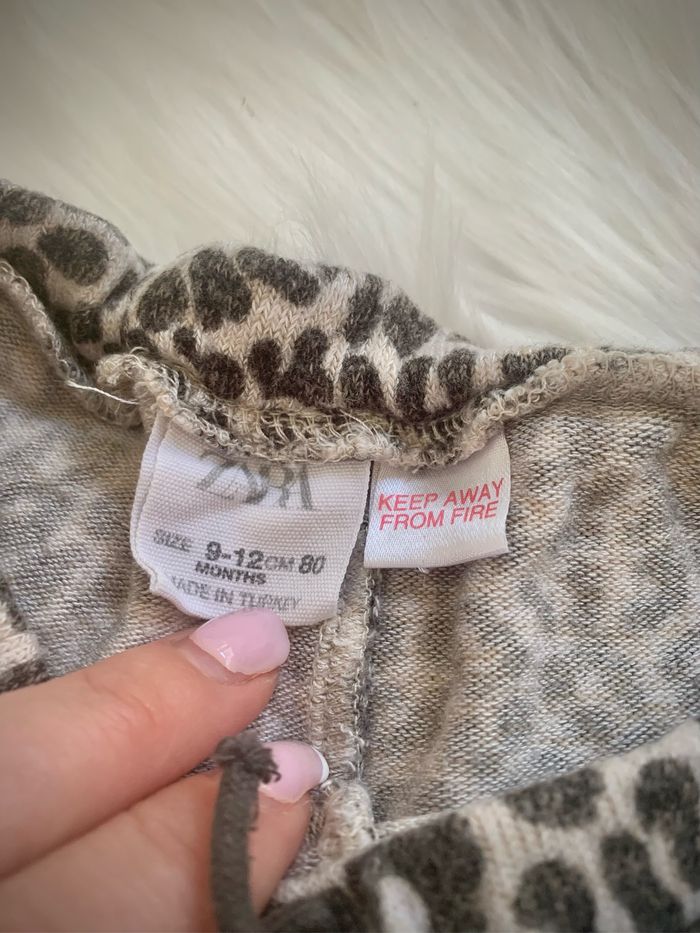 ZARA
SIZE 9-12 CM 80
MONTHS
MADE IN TURKEY
KEEP AWAY
FROM FIRE